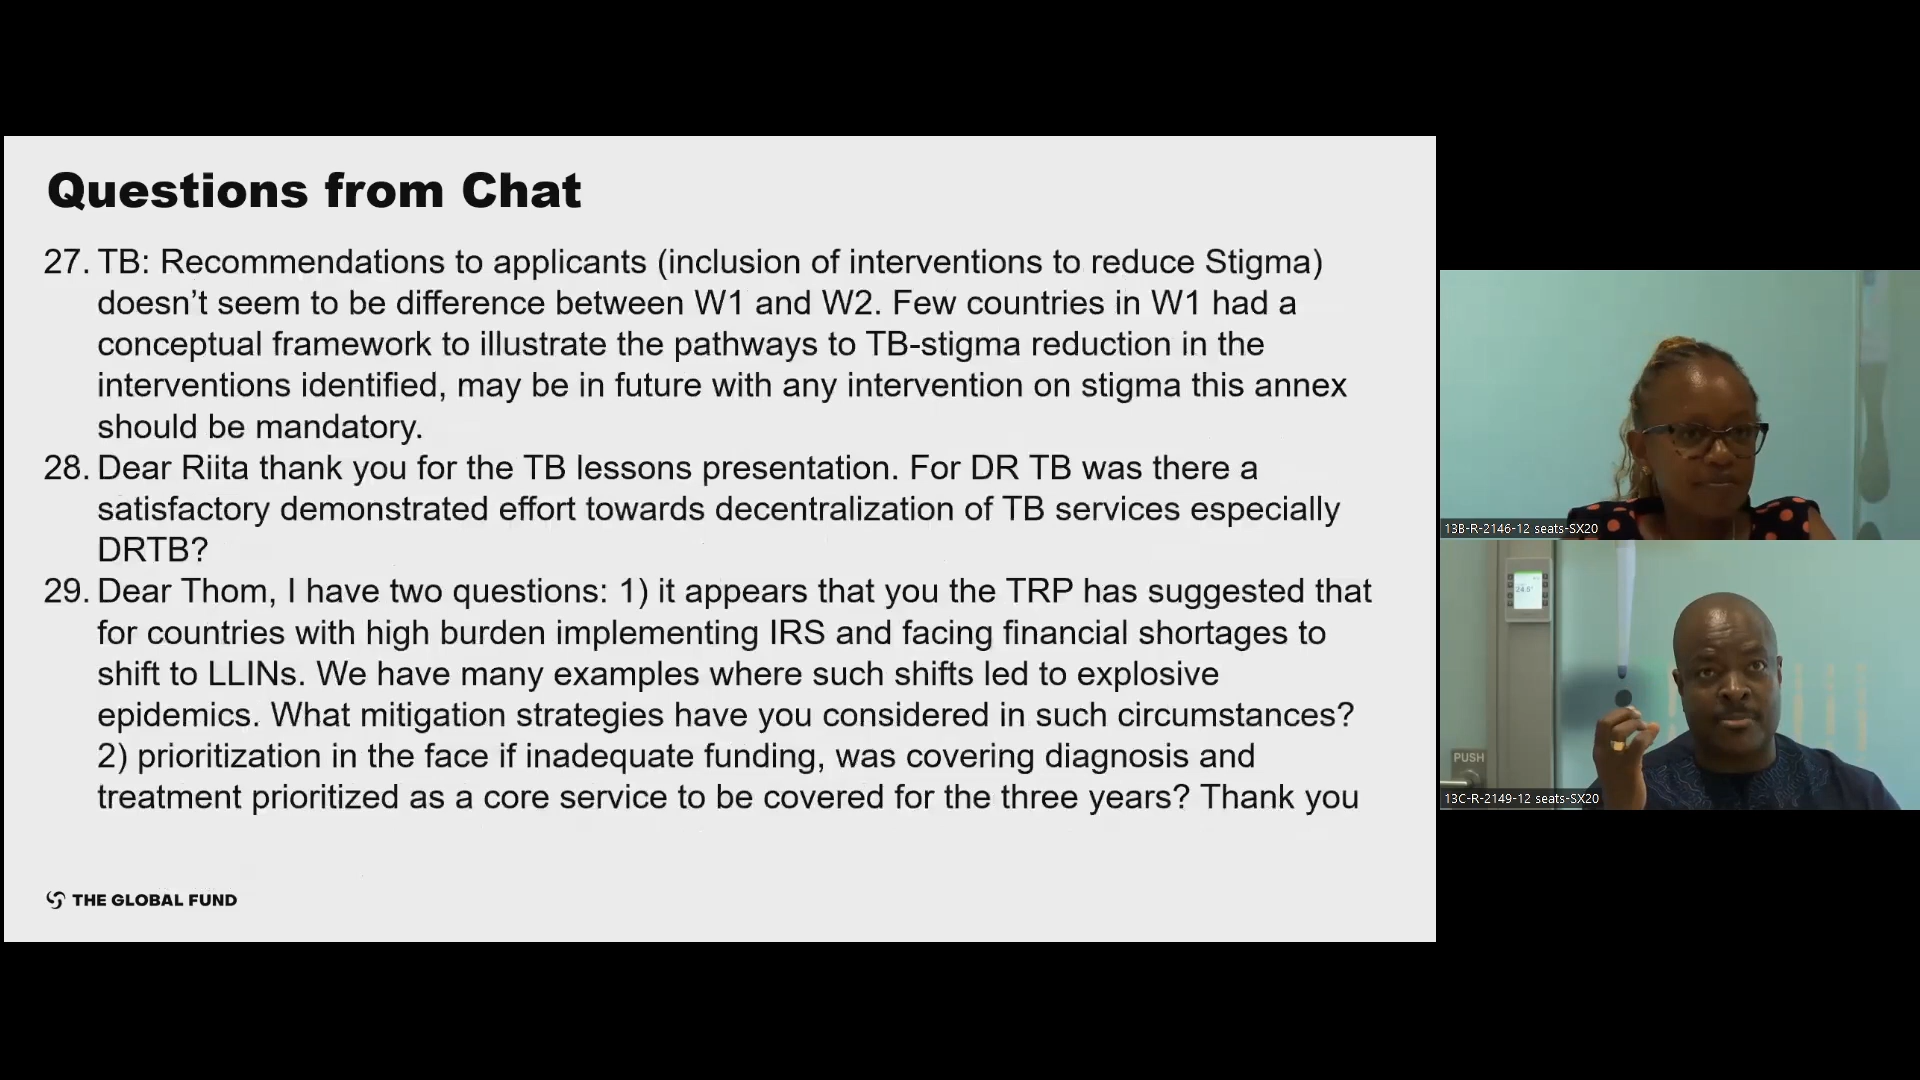 Questions from Chat
27. TB: Recommendations to applicants (inclusion of interventions to reduce Stigma)
doesn't seem to be difference between W1 and W2. Few countries in W1 had a
conceptual framework to illustrate the pathways to TB-stigma reduction in the
interventions identified, may be in future with any intervention on stigma this annex
should be mandatory.
28. Dear Riita thank you for the TB lessons presentation. For DR TB was there a
satisfactory demonstrated effort towards decentralization of TB services especially
DRTB?
29. Dear Thom, I have two questions: 1) it appears that you the TRP has suggested that
for countries with high burden implementing IRS and facing financial shortages to
shift to LLINs. We have many examples where such shifts led to explosive
epidemics. What mitigation strategies have you considered in such circumstances?
2) prioritization in the face if inadequate funding, was covering diagnosis and
treatment prioritized as a core service to be covered for the three years? Thank you
THE GLOBAL FUND
13B-R-2146-12 seats-SX20
PUSH
13C-R-2149-12 seats-SX20